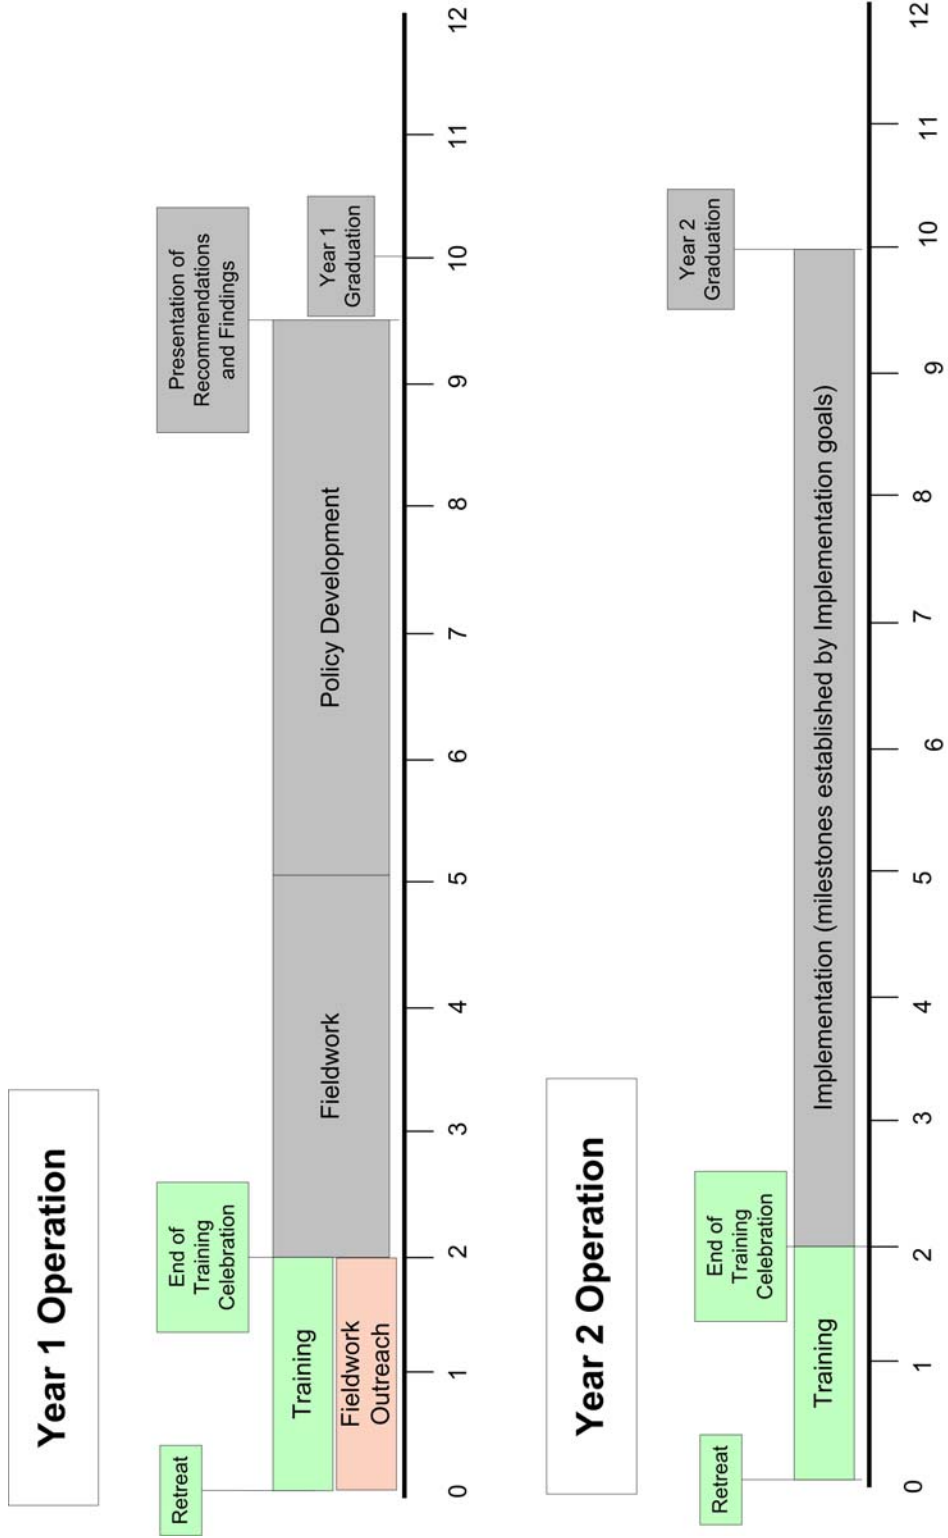 Year 1 Operation
Retreat
End of
Training
Celebration
Presentation of
Recommendations
and Findings
Year 1
Graduation
Training
Fieldwork
Outreach
Fieldwork
Policy Development
0
1
2
3
4
5
6
7
8
9
10
11
12
Year 2 Operation
Retreat
End of
Training
Celebration
Year 2
Graduation
Training
Implementation (milestones established by Implementation goals)
0
1
2
3
4
5
6
7
8
9
10
11
12